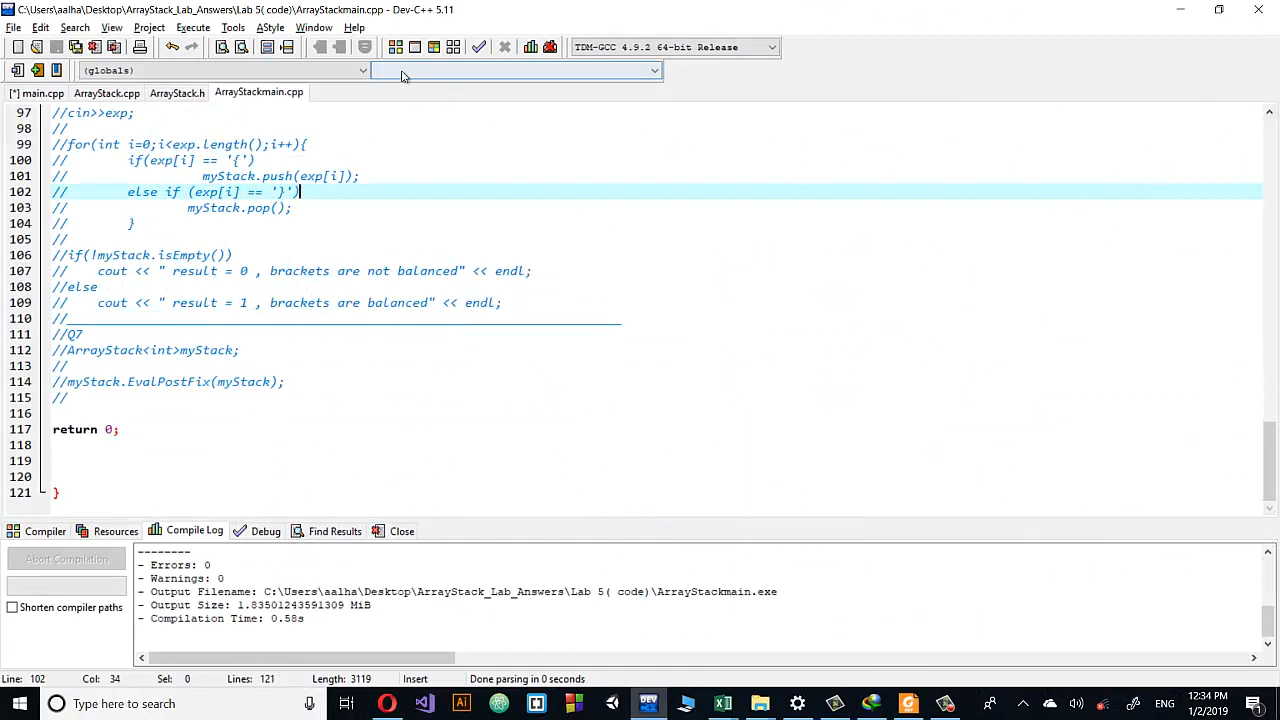 C:\Users\aalha\Desktop\ArrayStack_Lab_Answers\Lab 5( code)\ArrayStackmain.cpp - Dev-C++ 5.11
File Edit Search View Project Execute Tools AStyle Window Help
TDM-GCC 4.9.2 64-bit Release
(globals)
[*] main.cpp ArrayStack.cpp ArrayStack.h ArrayStackmain.cpp
97 //cin>>exp;
98 //
99 //for(int i=0;i<exp.length();i++){
100 // if(exp[i] == '{')
101 // myStack.push(exp[i]);
102 // else if (exp[i] == '}')
103 // myStack.pop();
104 // }
105 //
106 //if(!myStack.isEmpty())
107 // cout << " result = 0 , brackets are not balanced" << endl;
108 //else
109 // cout << " result = 1 , brackets are balanced" << endl;
110 //__________________________________________________________________________
111 //Q7
112 //ArrayStack<int>myStack;
113 //
114 //myStack.EvalPostFix(myStack);
115 //
116
117 return 0;
118
119
120
121 }
Compiler Resources Compile Log Debug Find Results Close
Abort Compilation
Shorten compiler paths
--------
- Errors: 0
- Warnings: 0
- Output Filename: C:\Users\aalha\Desktop\ArrayStack_Lab_Answers\Lab 5( code)\ArrayStackmain.exe
- Output Size: 1.83501243591309 MiB
- Compilation Time: 0.58s
Line: 102 Col: 34 Sel: 0 Lines: 121 Length: 3119 Insert Done parsing in 0 seconds
Type here to search
ENG
12:34 PM
1/2/2019